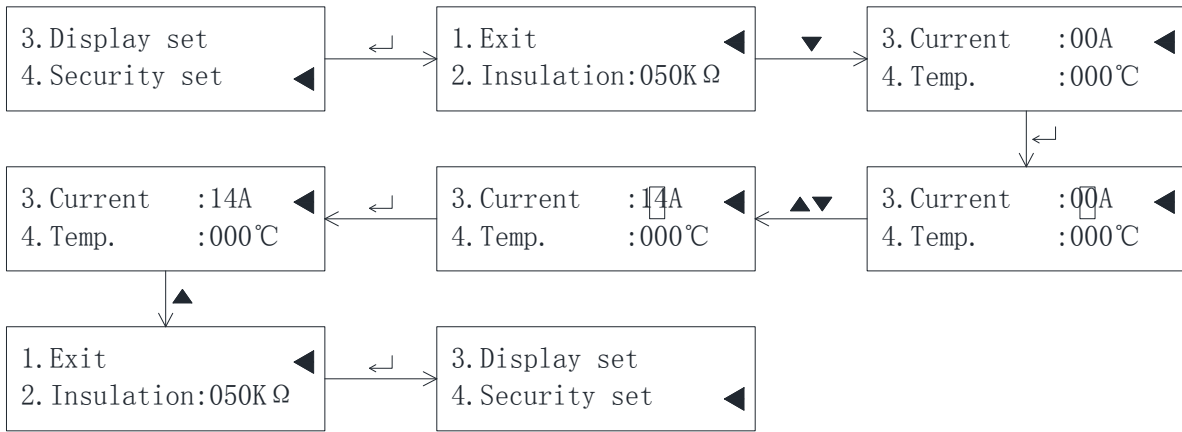 3.Display set
4.Security set
1.Exit
2.Insulation:050KΩ
3.Current :00A
4.Temp. :000℃
3.Current :14A
4.Temp. :000℃
3.Current :14A
4.Temp. :000℃
3.Current :00A
4.Temp. :000℃
1.Exit
2.Insulation:050KΩ
3.Display set
4.Security set